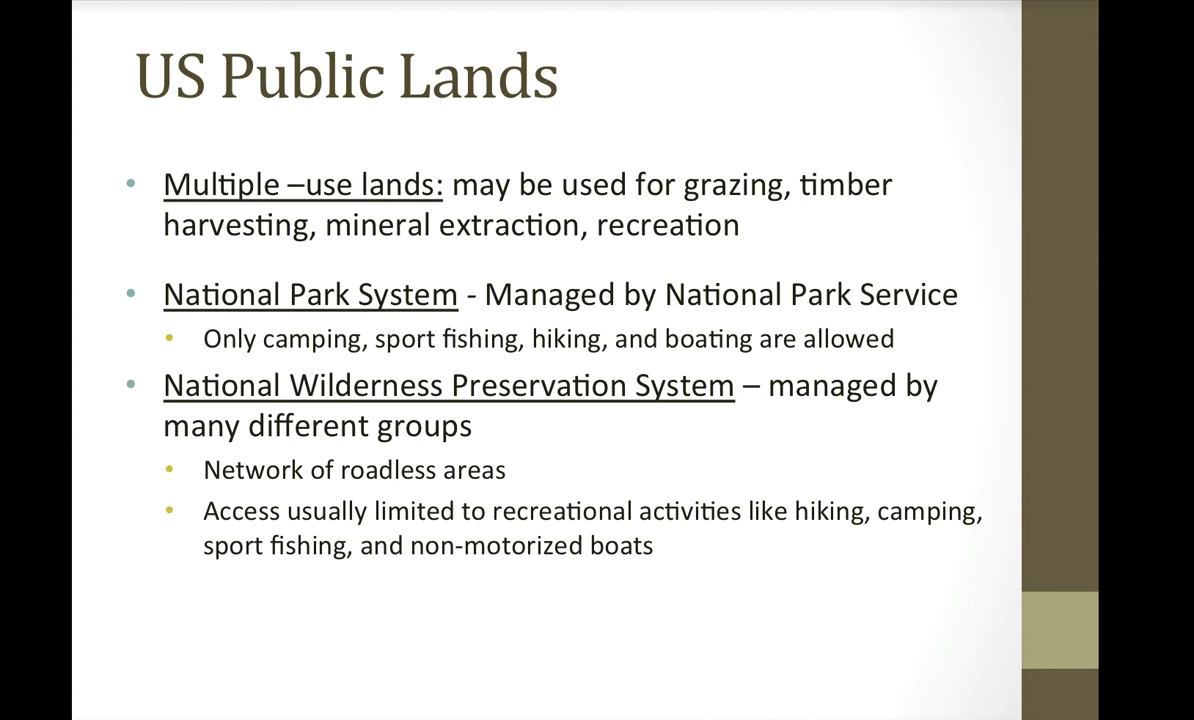 US Public Lands
• Multiple –use lands: may be used for grazing, timber
harvesting, mineral extraction, recreation
• National Park System - Managed by National Park Service
• Only camping, sport fishing, hiking, and boating are allowed
• National Wilderness Preservation System – managed by
many different groups
• Network of roadless areas
• Access usually limited to recreational activities like hiking, camping,
sport fishing, and non-motorized boats